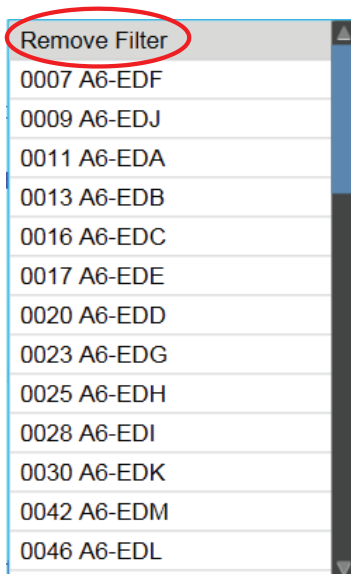 Remove Filter
0007 A6-EDF
0009 A6-EDJ
0011 A6-EDA
0013 A6-EDB
0016 A6-EDC
0017 A6-EDE
0020 A6-EDD
0023 A6-EDG
0025 A6-EDH
0028 A6-EDI
0030 A6-EDK
0042 A6-EDM
0046 A6-EDL